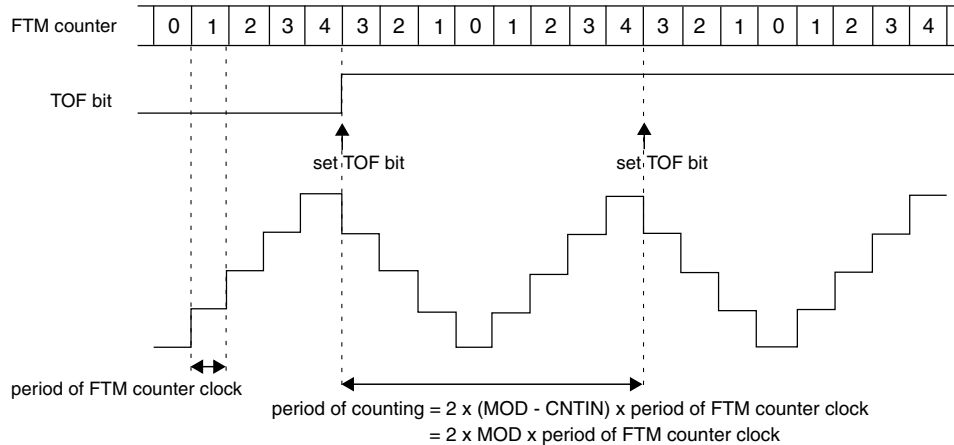 FTM counter 0 1 2 3 4 3 2 1 0 1 2 3 4 3 2 1 0 1 2 3 4
TOF bit
set TOF bit set TOF bit
period of FTM counter clock
period of counting = 2 x (MOD - CNTIN) x period of FTM counter clock
= 2 x MOD x period of FTM counter clock